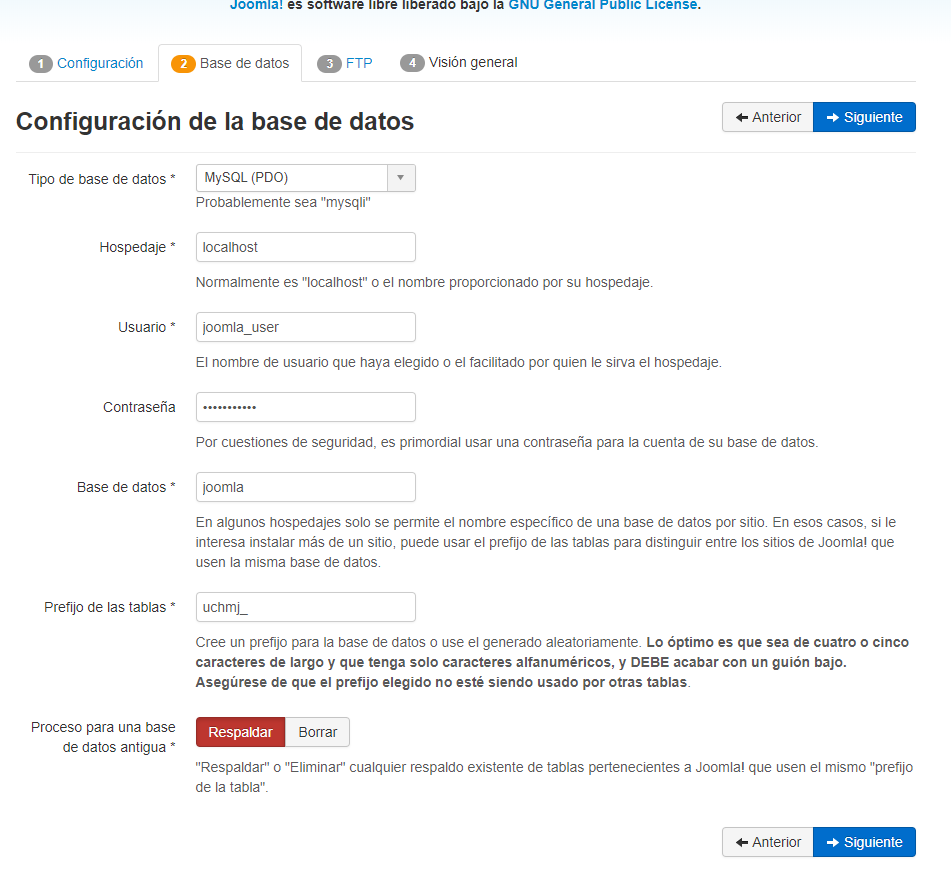 Joomla! es software libre liberado bajo la GNU General Public License.
1 Configuración 2 Base de datos 3 FTP 4 Visión general
Configuración de la base de datos
Anterior Siguiente
Tipo de base de datos * MySQL (PDO)
Probablemente sea "mysqli"
Hospedaje * localhost
Normalmente es "localhost" o el nombre proporcionado por su hospedaje.
Usuario * joomla_user
El nombre de usuario que haya elegido o el facilitado por quien le sirva el hospedaje.
Contraseña •••••••••••
Por cuestiones de seguridad, es primordial usar una contraseña para la cuenta de su base de datos.
Base de datos * joomla
En algunos hospedajes solo se permite el nombre específico de una base de datos por sitio. En esos casos, si le
interesa instalar más de un sitio, puede usar el prefijo de las tablas para distinguir entre los sitios de Joomla! que
usen la misma base de datos.
Prefijo de las tablas * uchmj_
Cree un prefijo para la base de datos o use el generado aleatoriamente. Lo óptimo es que sea de cuatro o cinco
caracteres de largo y que tenga solo caracteres alfanuméricos, y DEBE acabar con un guión bajo.
Asegúrese de que el prefijo elegido no esté siendo usado por otras tablas.
Proceso para una base
de datos antigua *
Respaldar Borrar
"Respaldar" o "Eliminar" cualquier respaldo existente de tablas pertenecientes a Joomla! que usen el mismo "prefijo
de la tabla".
Anterior Siguiente